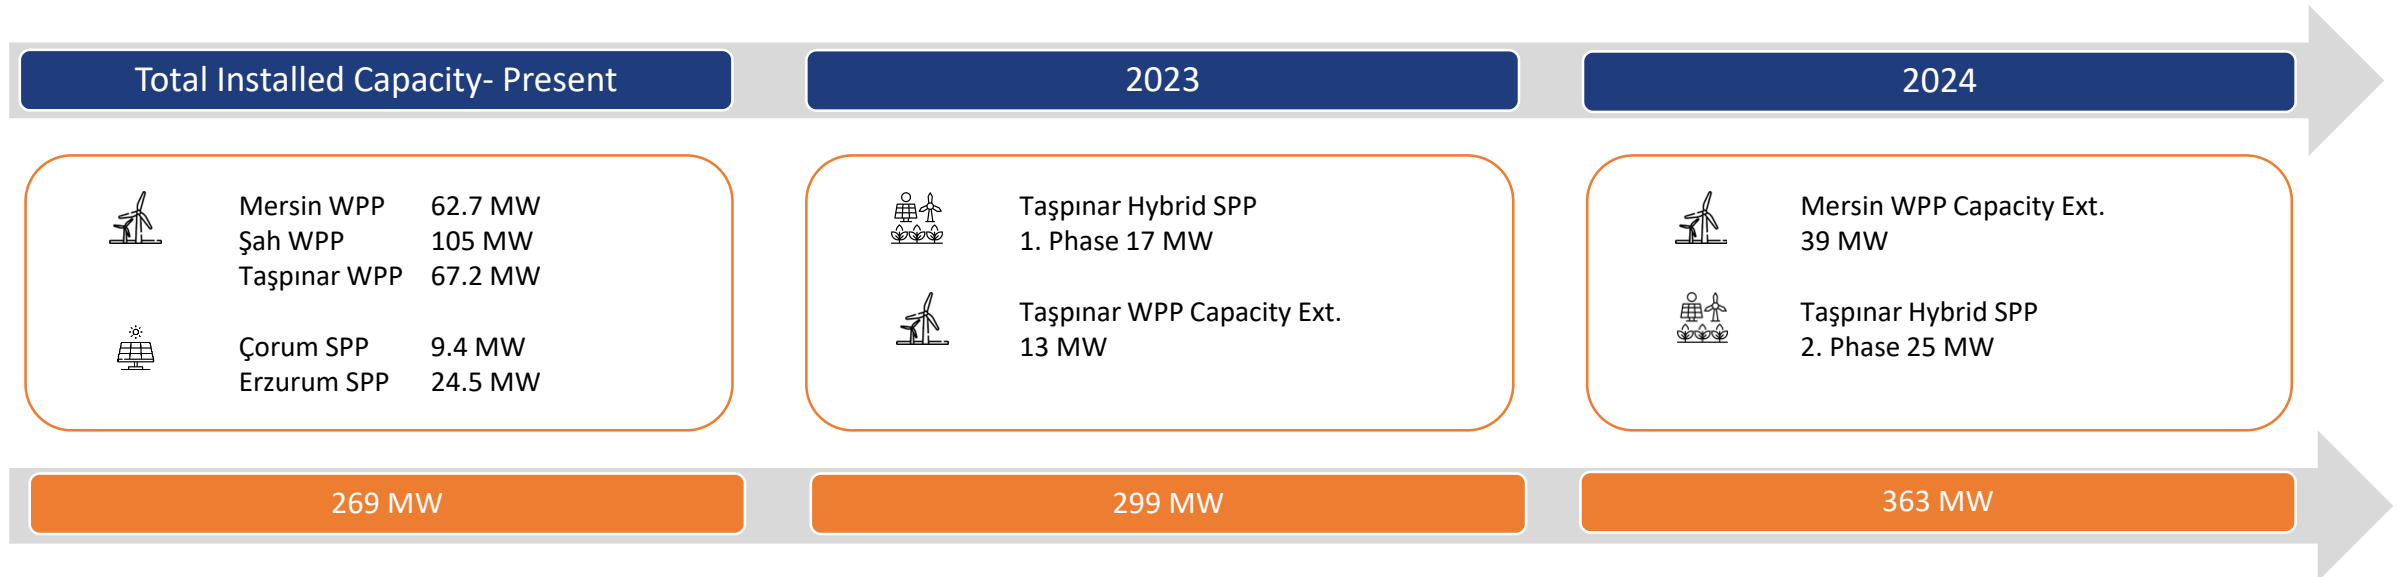 Total Installed Capacity- Present
2023
2024
Mersin WPP 62.7 MW
Şah WPP 105 MW
Taşpınar WPP 67.2 MW
Çorum SPP 9.4 MW
Erzurum SPP 24.5 MW
Taşpınar Hybrid SPP
1. Phase 17 MW
Taşpınar WPP Capacity Ext.
13 MW
Mersin WPP Capacity Ext.
39 MW
Taşpınar Hybrid SPP
2. Phase 25 MW
269 MW
299 MW
363 MW